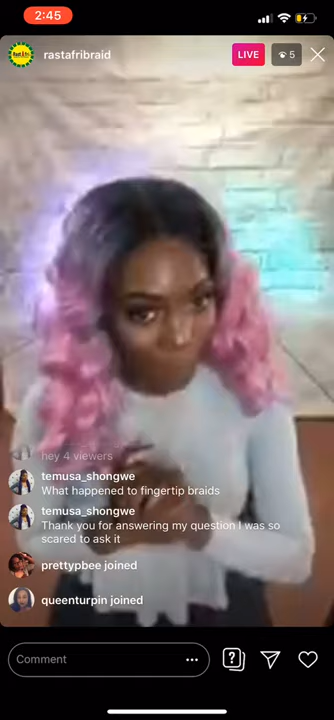 2:45
rastafribraid
LIVE
5
hey 4 viewers
temusa_shongwe
What happened to fingertip braids
temusa_shongwe
Thank you for answering my question I was so
scared to ask it
prettypbee joined
queenturpin joined
Comment